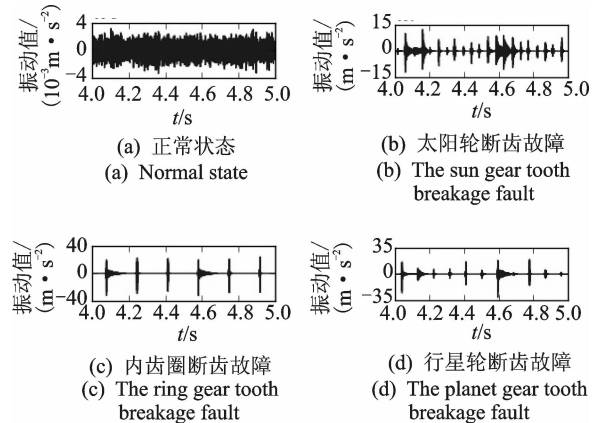 振动值/
(10⁻³m·s⁻²)
4
0
−4
4.0 4.2 4.4 4.6 4.8 5.0
t/s
(a) 正常状态
(a) Normal state
振动值/
(m·s⁻²)
15
0
−15
4.0 4.2 4.4 4.6 4.8 5.0
t/s
(b) 太阳轮断齿故障
(b) The sun gear tooth
breakage fault
振动值/
(m·s⁻²)
40
0
−40
4.0 4.2 4.4 4.6 4.8 5.0
t/s
(c) 内齿圈断齿故障
(c) The ring gear tooth
breakage fault
振动值/
(m·s⁻²)
35
0
−35
4.0 4.2 4.4 4.6 4.8 5.0
t/s
(d) 行星轮断齿故障
(d) The planet gear tooth
breakage fault